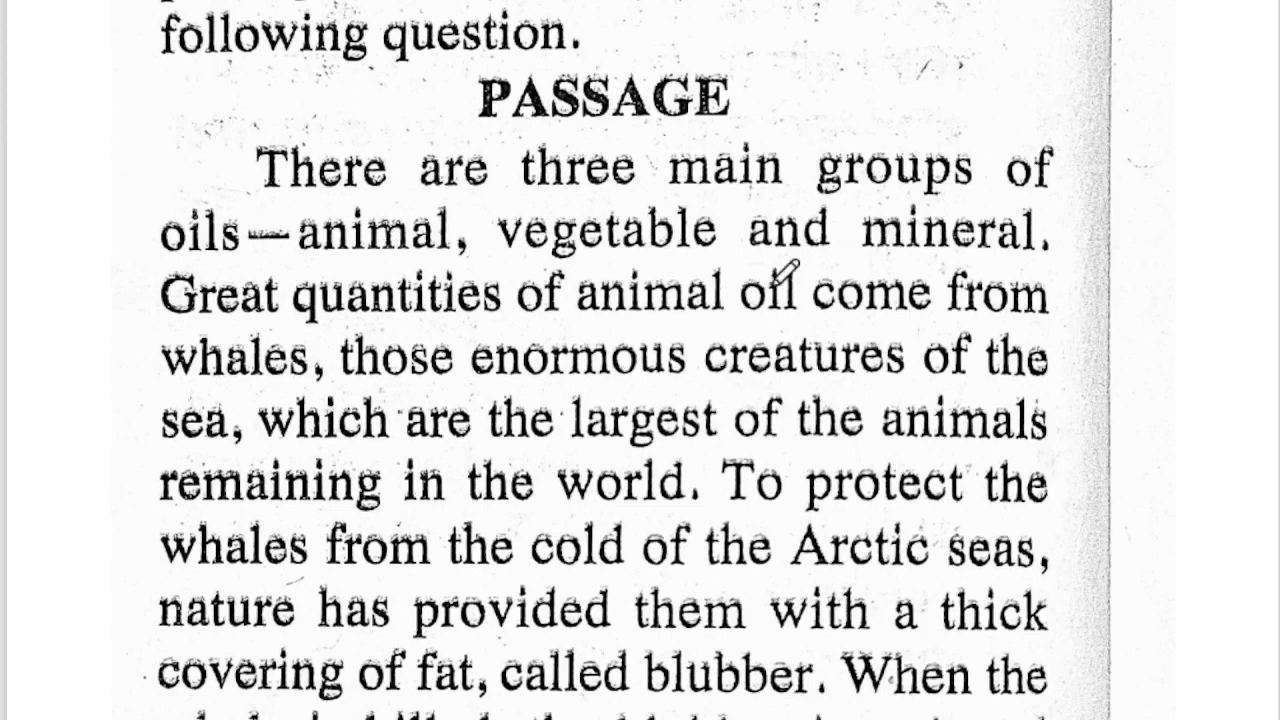 following question.
PASSAGE
There are three main groups of
oils—animal, vegetable and mineral.
Great quantities of animal oil come from
whales, those enormous creatures of the
sea, which are the largest of the animals
remaining in the world. To protect the
whales from the cold of the Arctic seas,
nature has provided them with a thick
covering of fat, called blubber. When the